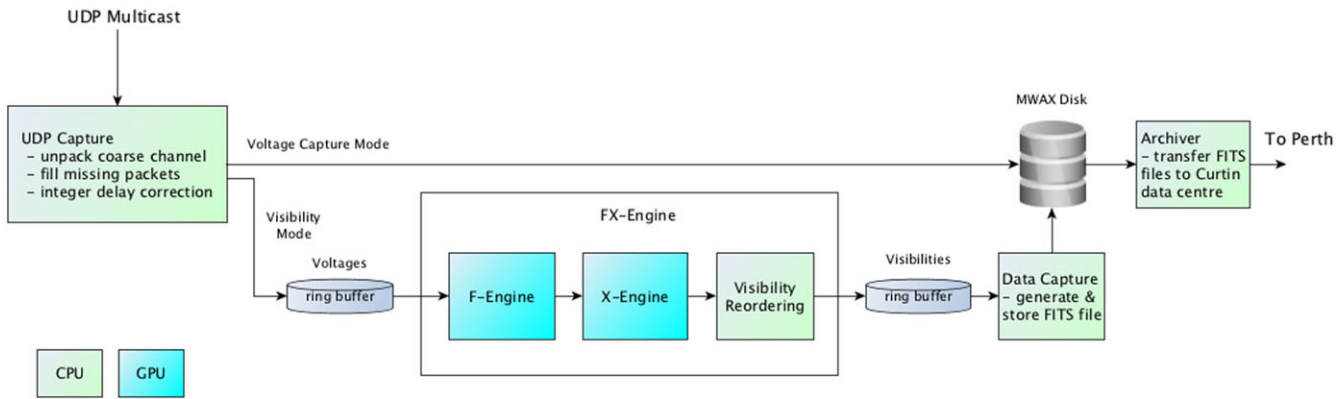 UDP Multicast
UDP Capture
- unpack coarse channel
- fill missing packets
- integer delay correction
Voltage Capture Mode
Visibility
Mode
Voltages
ring buffer
FX-Engine
F-Engine
X-Engine
Visibility
Reordering
Visibilities
ring buffer
Data Capture
- generate &
store FITS file
MWAX Disk
Archiver
- transfer FITS
files to Curtin
data centre
To Perth
CPU
GPU